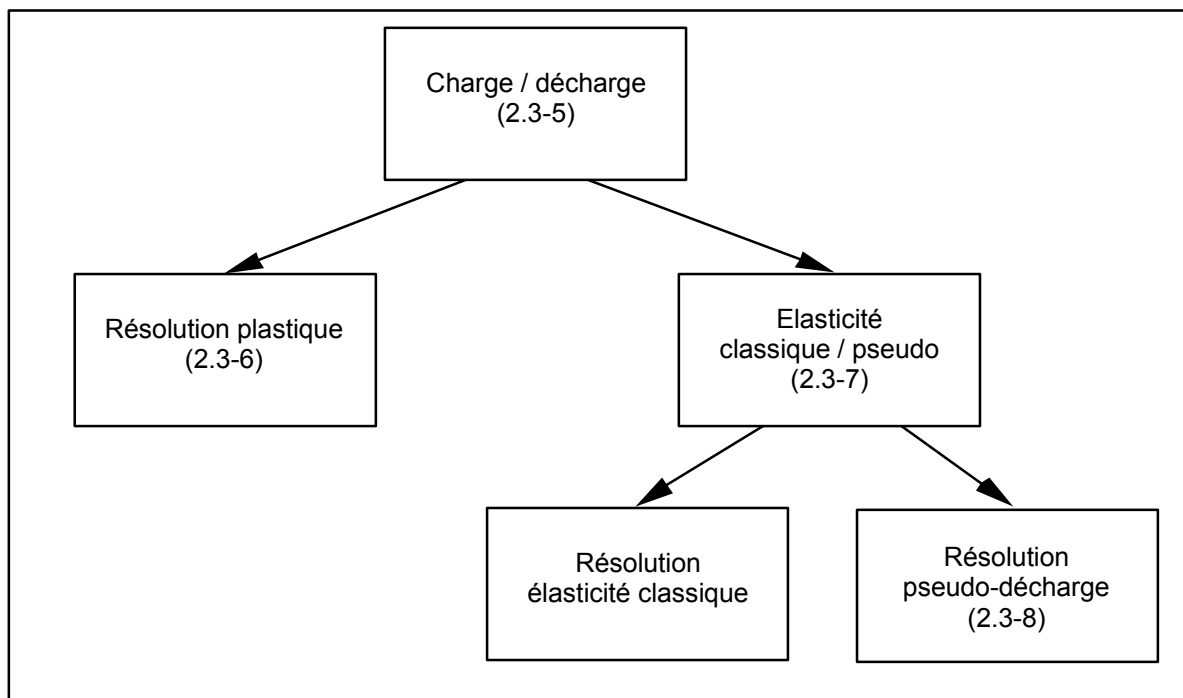 Charge / décharge
(2.3-5)
Résolution plastique
(2.3-6)
Elasticité
classique / pseudo
(2.3-7)
Résolution
élasticité classique
Résolution
pseudo-décharge
(2.3-8)